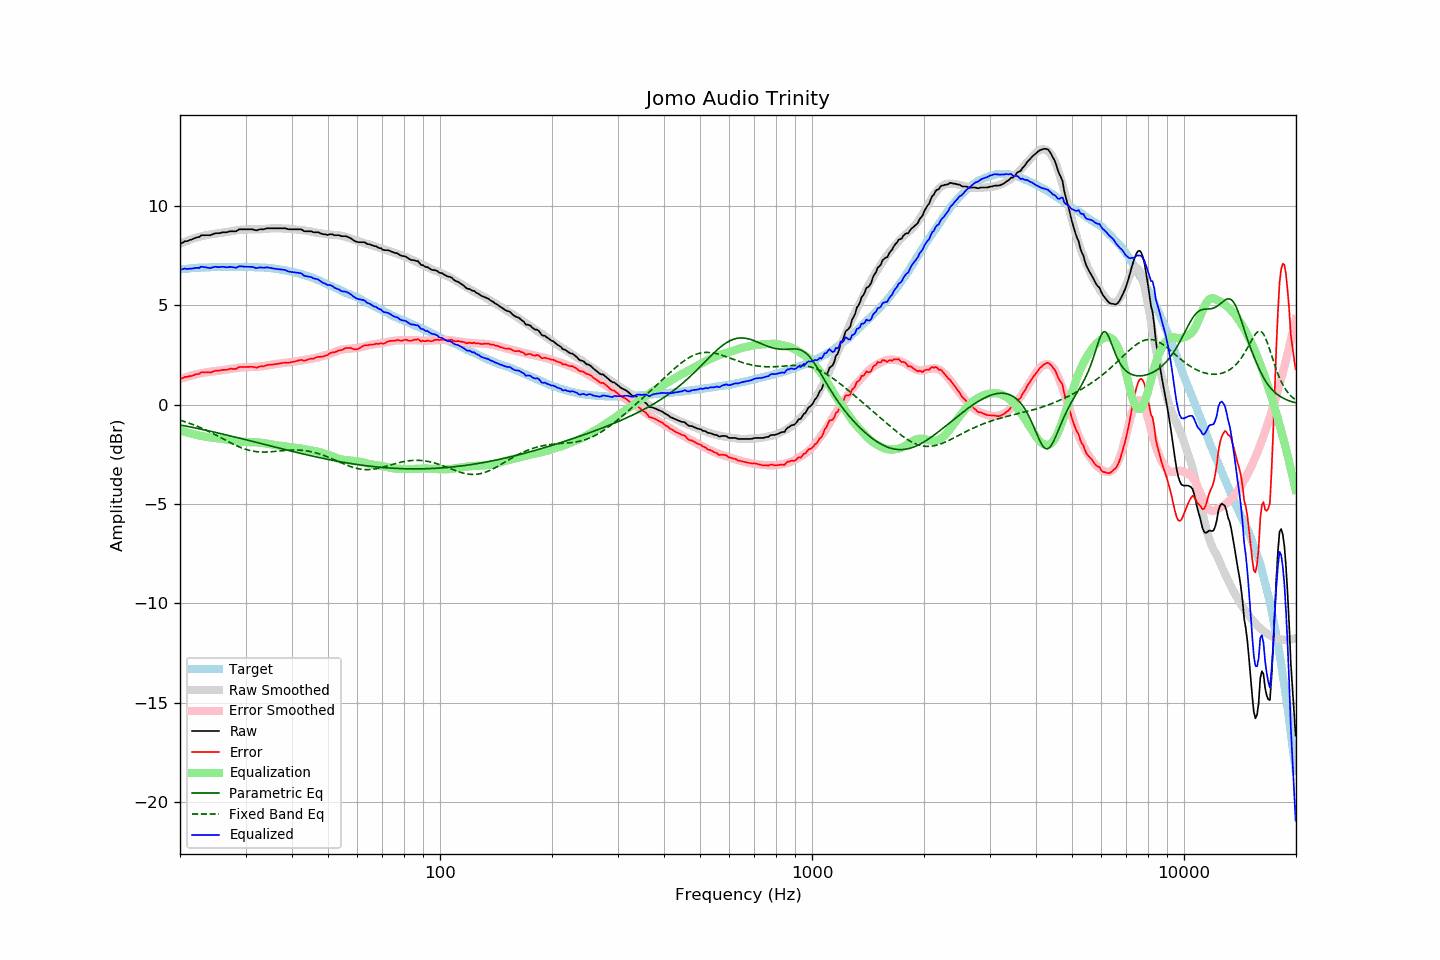 Jomo Audio Trinity
Amplitude (dBr)
10
5
0
−5
−10
−15
−20
Target
Raw Smoothed
Error Smoothed
Raw
Error
Equalization
Parametric Eq
Fixed Band Eq
Equalized
100
1000
10000
Frequency (Hz)